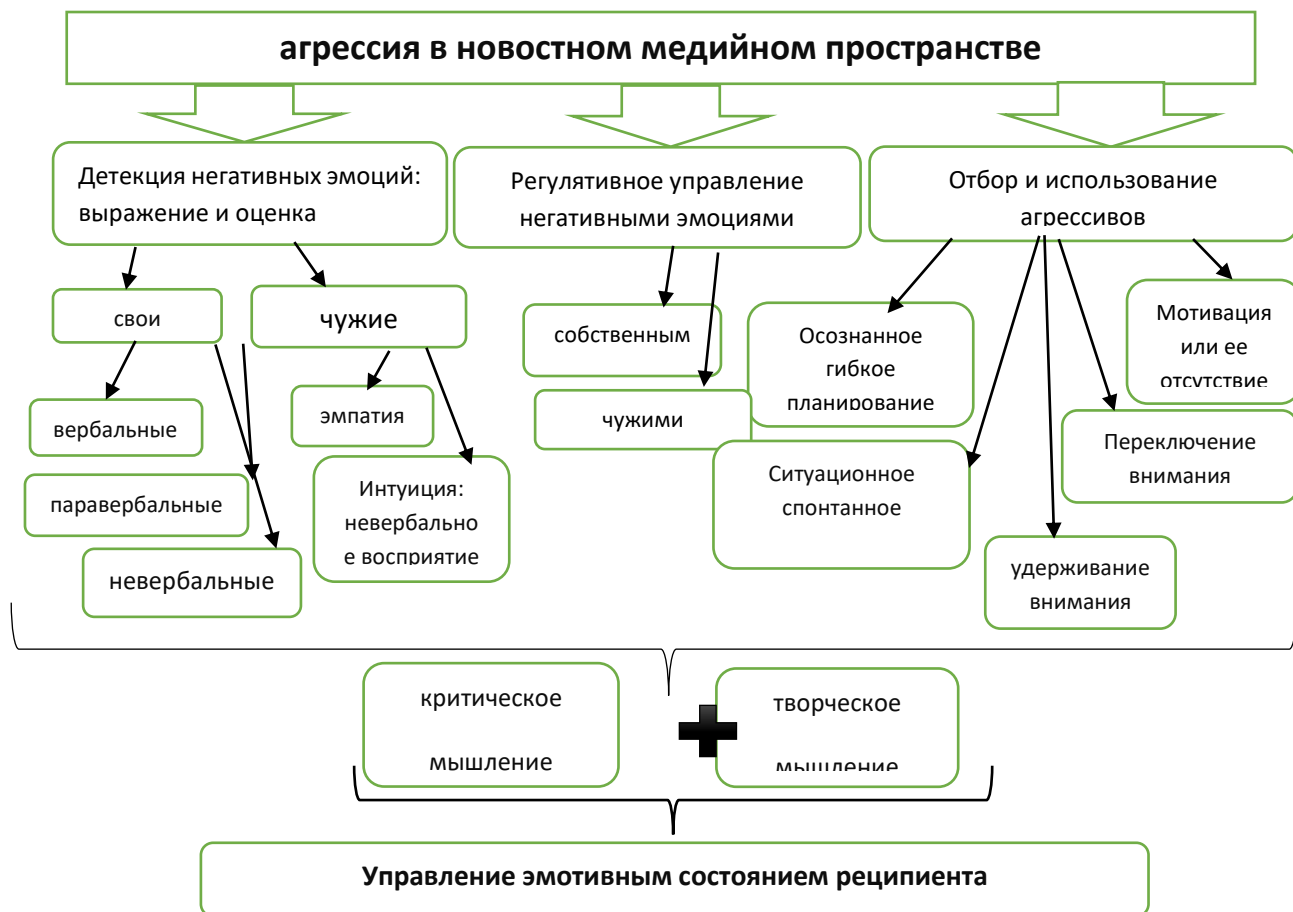 агрессия в новостном медийном пространстве
Детекция негативных эмоций:
выражение и оценка
Регулятивное управление
негативными эмоциями
Отбор и использование
агрессивов
свои
чужие
вербальные
паравербальные
невербальные
эмпатия
Интуиция:
невербально
е восприятие
собственным
чужими
Осознанное
гибкое
планирование
Ситуационное
спонтанное
удерживание
внимания
Переключение
внимания
Мотивация
или ее
отсутствие
критическое
мышление
творческое
мышление
Управление эмотивным состоянием реципиента